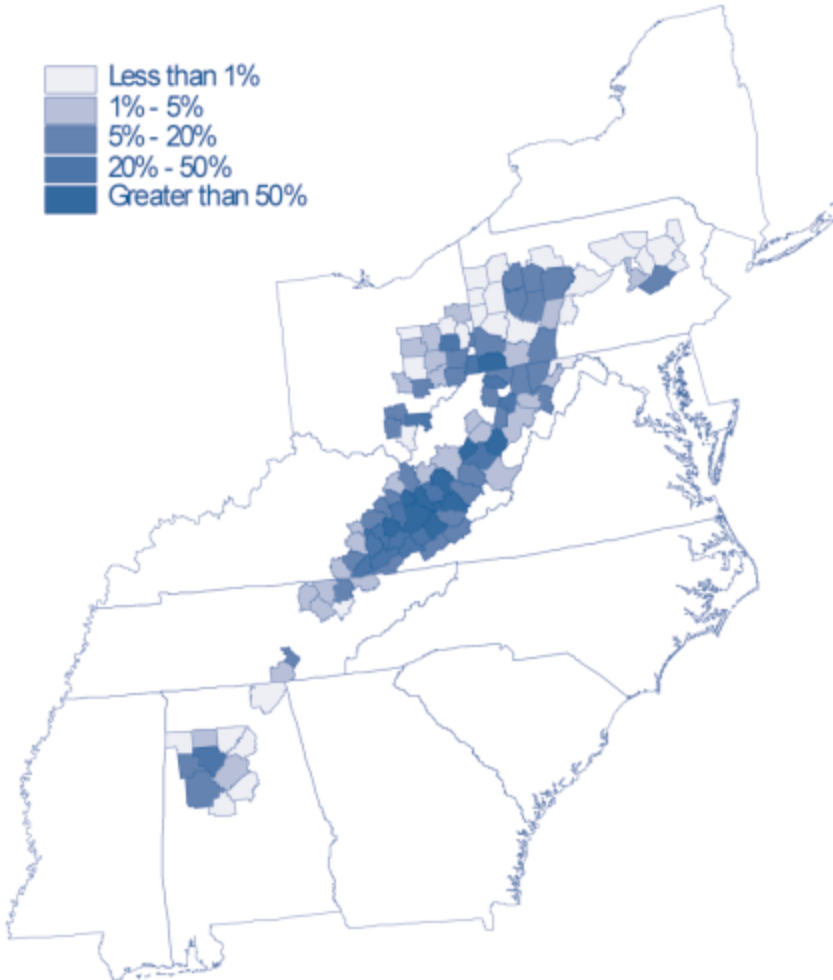 Less than 1%
1% - 5%
5% - 20%
20% - 50%
Greater than 50%